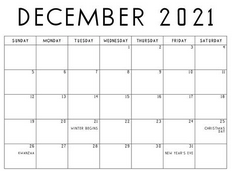 DECEMBER 2021
SUNDAY MONDAY TUESDAY WEDNESDAY THURSDAY FRIDAY SATURDAY
1 2 3 4
5 6 7 8 9 10 11
12 13 14 15 16 17 18
19 20 21 22 23 24 25
WINTER BEGINS CHRISTMAS
DAY
26 27 28 29 30 31
KWANZAA NEW YEAR'S EVE